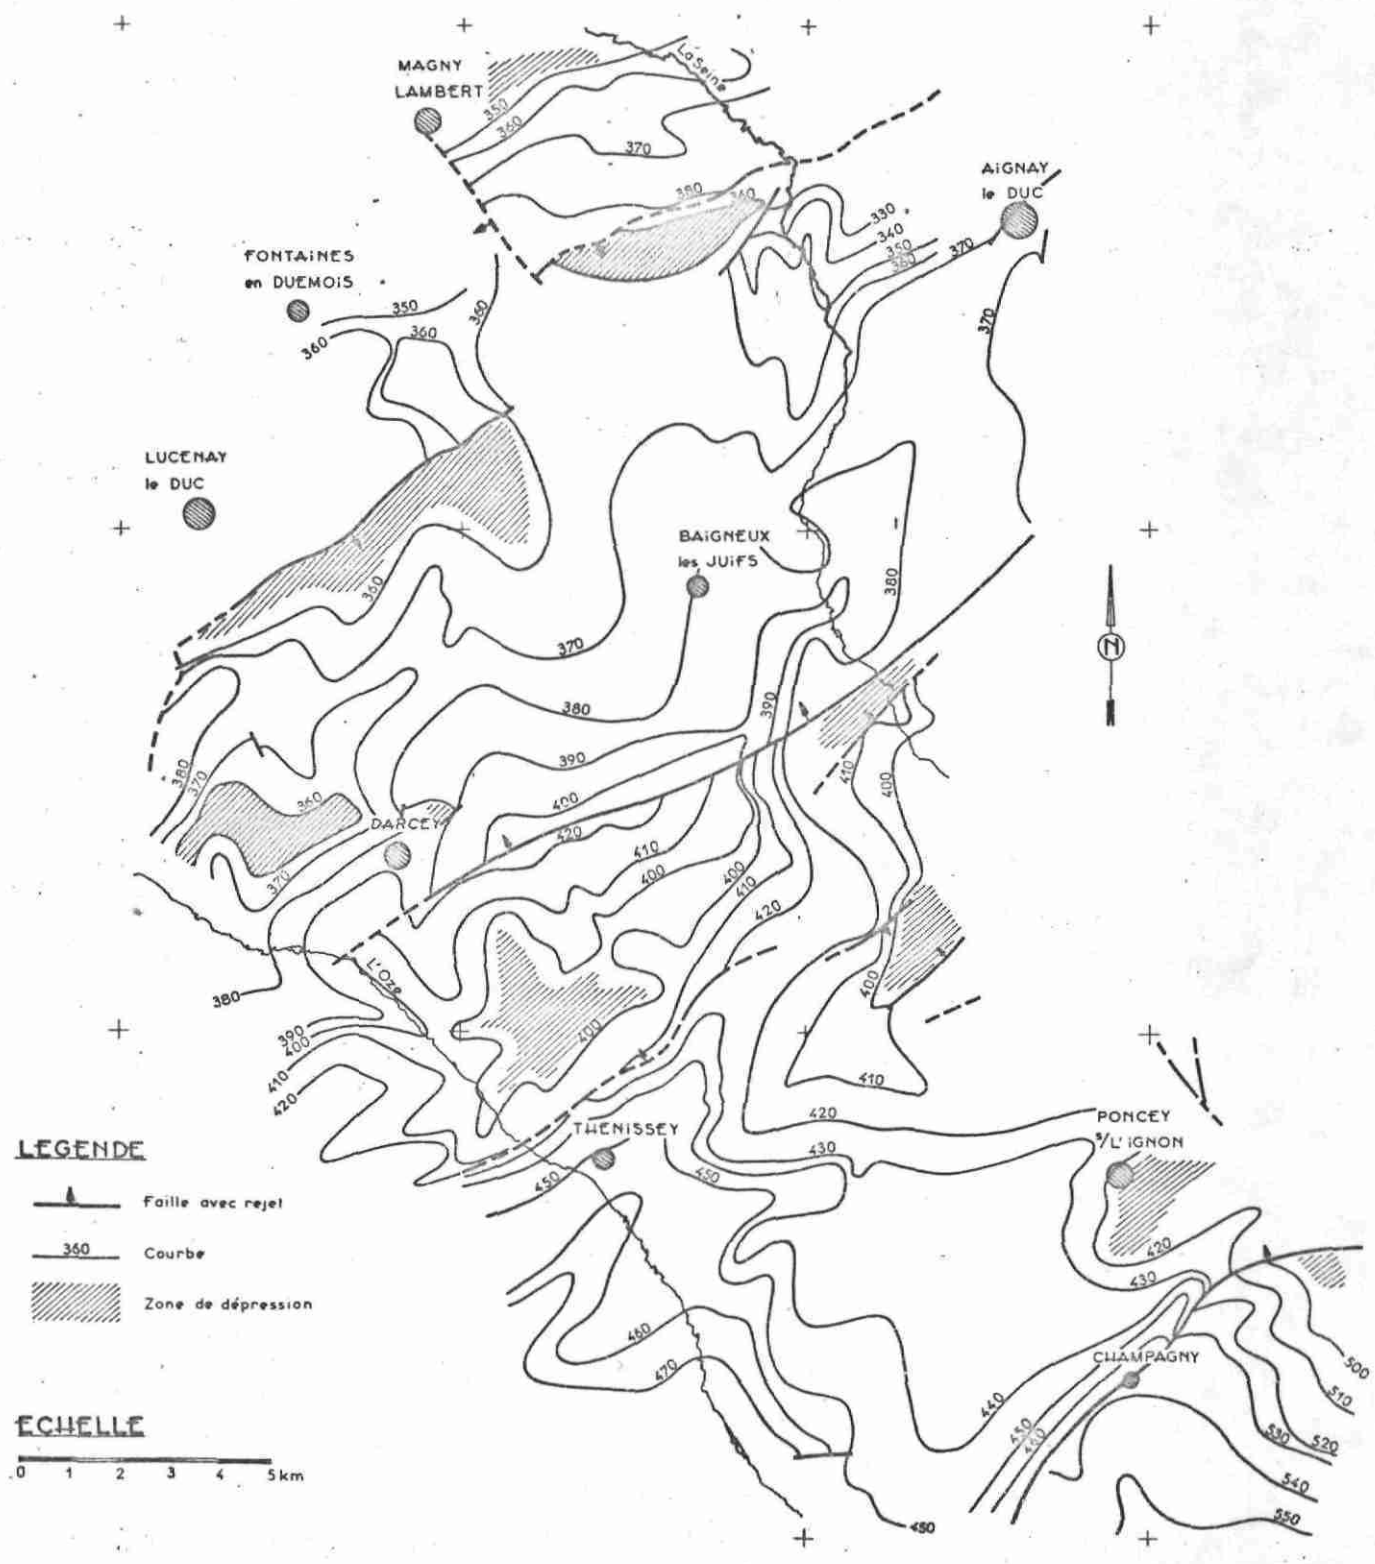 La Seine
MAGNY
LAMBERT
350
360
370
380
360
AiGNAY
le DUC
330
340
350
360
370
FONTAiNES
en DUEMOiS
350
360
360
360
370
LUCENAY
le DUC
BAiGNEUX
les JUiFS
360
380
370
N
380
390
380
370
390
410
400
360
400
DARCEY
420
410
400
370
400
410
420
L'Oze
380
400
390
400
400
410
420
410
420
PONCEY
s/L'iGNON
THENiSSEY
430
LEGENDE
450
450
Faille avec rejet
360
Courbe
420
430
Zone de dépression
460
470
CHAMPAGNY
500
510
440
450
460
530
520
ECHELLE
0 1 2 3 4 5 km
540
550
450